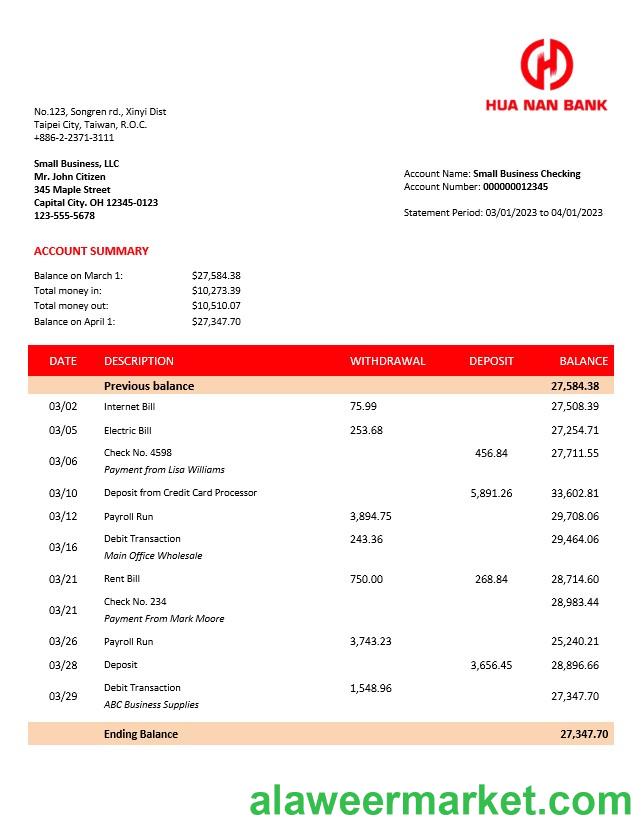 HUA NAN BANK
No.123, Songren rd., Xinyi Dist
Taipei City, Taiwan, R.O.C.
+886-2-2371-3111
Small Business, LLC
Mr. John Citizen
345 Maple Street
Capital City. OH 12345-0123
123-555-5678
Account Name: Small Business Checking
Account Number: 000000012345
Statement Period: 03/01/2023 to 04/01/2023
ACCOUNT SUMMARY
Balance on March 1: $27,584.38
Total money in: $10,273.39
Total money out: $10,510.07
Balance on April 1: $27,347.70
DATE DESCRIPTION WITHDRAWAL DEPOSIT BALANCE
Previous balance 27,584.38
03/02 Internet Bill 75.99 27,508.39
03/05 Electric Bill 253.68 27,254.71
03/06 Check No. 4598 456.84 27,711.55
Payment from Lisa Williams
03/10 Deposit from Credit Card Processor 5,891.26 33,602.81
03/12 Payroll Run 3,894.75 29,708.06
03/16 Debit Transaction 243.36 29,464.06
Main Office Wholesale
03/21 Rent Bill 750.00 268.84 28,714.60
03/21 Check No. 234 28,983.44
Payment From Mark Moore
03/26 Payroll Run 3,743.23 25,240.21
03/28 Deposit 3,656.45 28,896.66
03/29 Debit Transaction 1,548.96 27,347.70
ABC Business Supplies
Ending Balance 27,347.70
alaweermarket.com